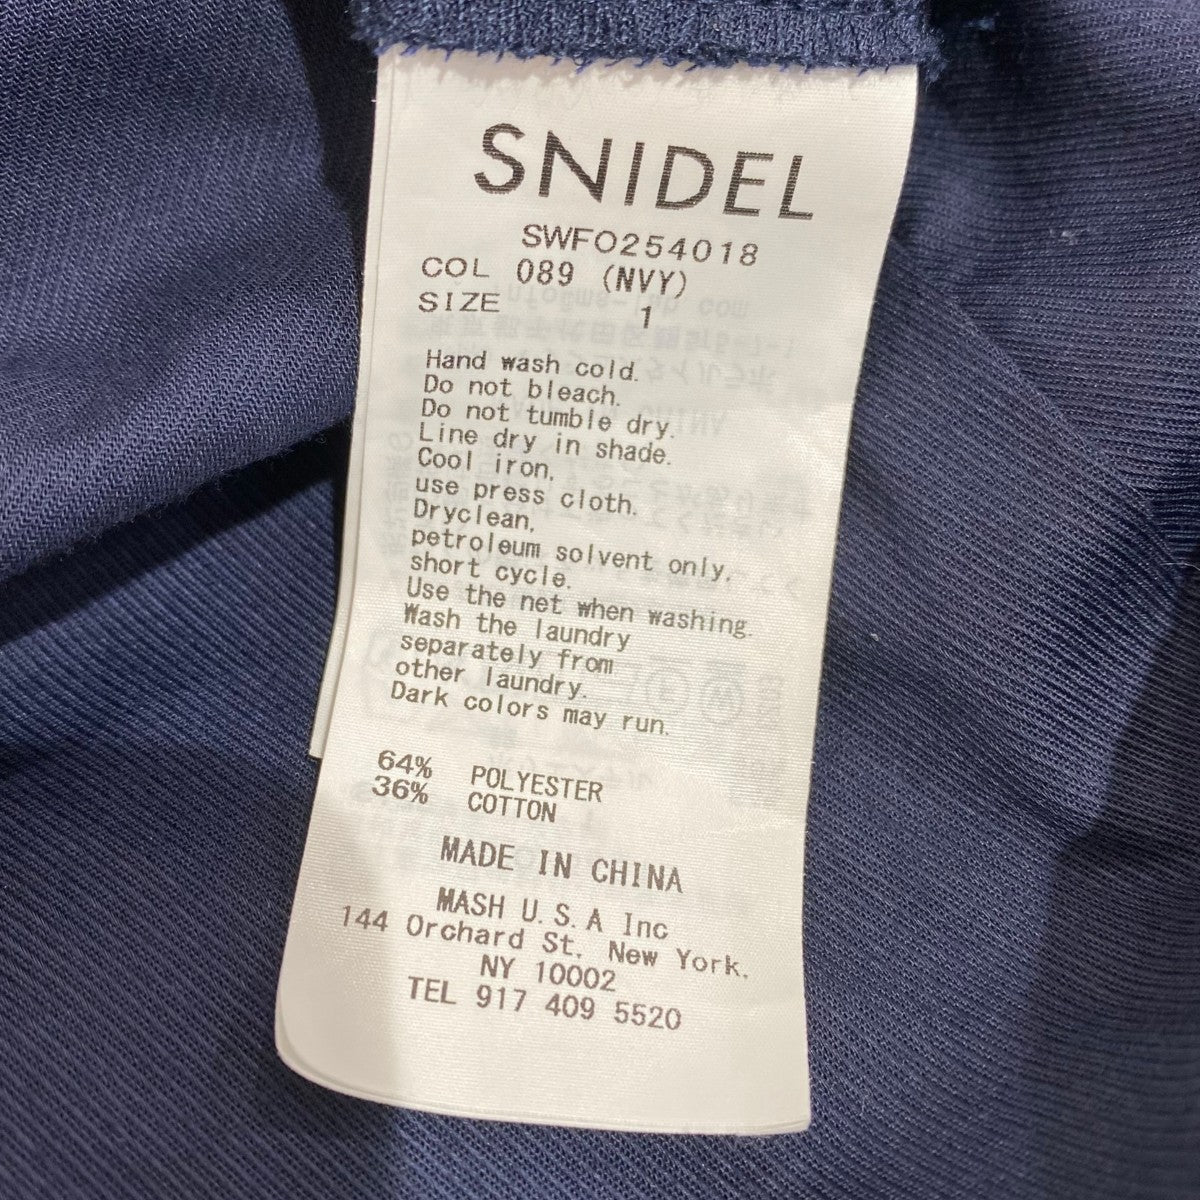 SNIDEL
SWFO254018
COL 089 (NVY)
SIZE 1
Hand wash cold.
Do not bleach.
Do not tumble dry.
Line dry in shade.
Cool iron,
use press cloth.
Dryclean,
petroleum solvent only,
short cycle.
Use the net when washing.
Wash the laundry
separately from
other laundry.
Dark colors may run.
64% POLYESTER
36% COTTON
MADE IN CHINA
MASH U.S.A Inc
144 Orchard St, New York,
NY 10002
TEL 917 409 5520